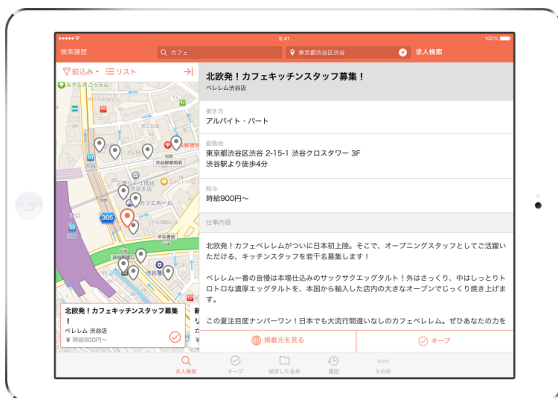 9:41
100%
検索履歴
カフェ
東京都渋谷区渋谷
求人検索
絞込み
リスト
北欧発！カフェキッチンスタッフ募集！
ベレレム渋谷店
働き方
アルバイト・パート
勤務地
東京都渋谷区渋谷 2-15-1 渋谷クロスタワー 3F
渋谷駅より徒歩4分
給与
時給900円〜
仕事内容
北欧発！カフェベレレムがついに日本初上陸。そこで、オープニングスタッフとしてご活躍い
ただける、キッチンスタッフを若干名募集します！
ベレレム一番の自慢は本場仕込みのサックサクエッグタルト！外はさっくり、中はしっとりト
ロトロな濃厚エッグタルトを、本国から輸入した店内の大きなオーブンでじっくり焼き上げま
す。
この夏注目度ナンバーワン！日本でも大流行間違いなしのカフェベレレム。ぜひあなたの力を
305
北欧発！カフェキッチンスタッフ募集
！
ベレレム 渋谷店
¥ 時給900円〜
掲載元を見る
キープ
求人検索
キープ
保存した条件
履歴
その他